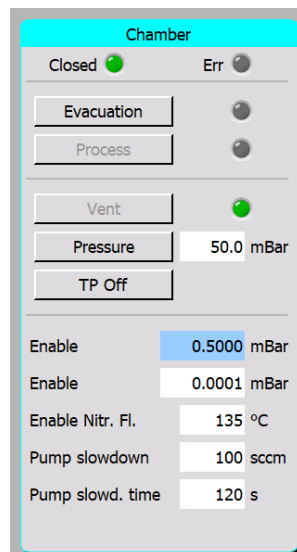 Chamber
Closed Err
Evacuation
Process
Vent
Pressure 50.0 mBar
TP Off
Enable 0.5000 mBar
Enable 0.0001 mBar
Enable Nitr. Fl. 135 ºC
Pump slowdown 100 sccm
Pump slowd. time 120 s